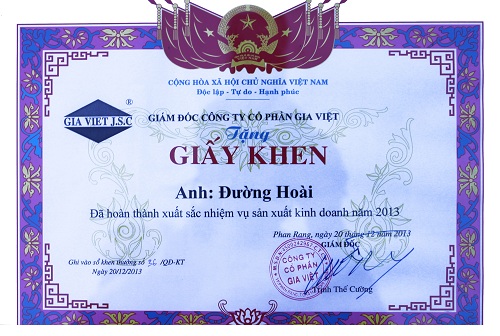 CỘNG HÒA XÃ HỘI CHỦ NGHĨA VIỆT NAM
Độc lập - Tự do - Hạnh phúc
GIA VIET J.S.C ®
GIÁM ĐỐC CÔNG TY CỔ PHẦN GIA VIỆT
Tặng
GIẤY KHEN
Anh: Đường Hoài
Đã hoàn thành xuất sắc nhiệm vụ sản xuất kinh doanh năm 2013
Phan Rang, ngày 20 tháng 12 năm 2013
GIÁM ĐỐC
Ghi vào sổ khen thưởng số /QĐ-KT
Ngày 20/12/2013
CÔNG TY
CỔ PHẦN
GIA VIỆT
Trịnh Thế Cường